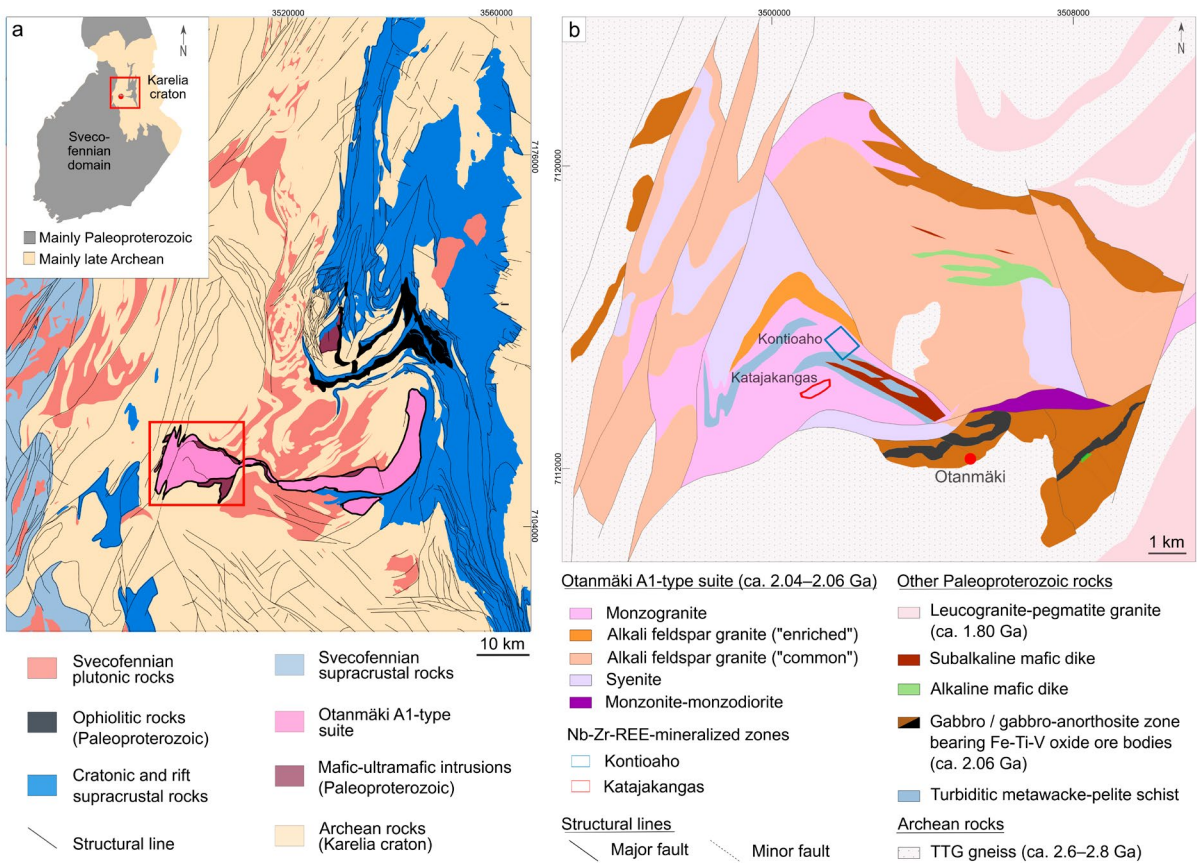 a
3520000
3560000
N
Karelia
craton
Sveco-
fennian
domain
Mainly Paleoproterozoic
Mainly late Archean
7176000
7104000
10 km
Svecofennian
plutonic rocks
Ophiolitic rocks
(Paleoproterozoic)
Cratonic and rift
supracrustal rocks
Structural line
Svecofennian
supracrustal rocks
Otanmäki A1-type
suite
Mafic-ultramafic intrusions
(Paleoproterozoic)
Archean rocks
(Karelia craton)
b
3500000
3508000
N
7120000
7112000
Kontioaho
Katajakangas
Otanmäki
1 km
Otanmäki A1-type suite (ca. 2.04–2.06 Ga)
Monzogranite
Alkali feldspar granite ("enriched")
Alkali feldspar granite ("common")
Syenite
Monzonite-monzodiorite
Nb-Zr-REE-mineralized zones
Kontioaho
Katajakangas
Structural lines
Major fault
Minor fault
Other Paleoproterozoic rocks
Leucogranite-pegmatite granite
(ca. 1.80 Ga)
Subalkaline mafic dike
Alkaline mafic dike
Gabbro / gabbro-anorthosite zone
bearing Fe-Ti-V oxide ore bodies
(ca. 2.06 Ga)
Turbiditic metawacke-pelite schist
Archean rocks
TTG gneiss (ca. 2.6–2.8 Ga)